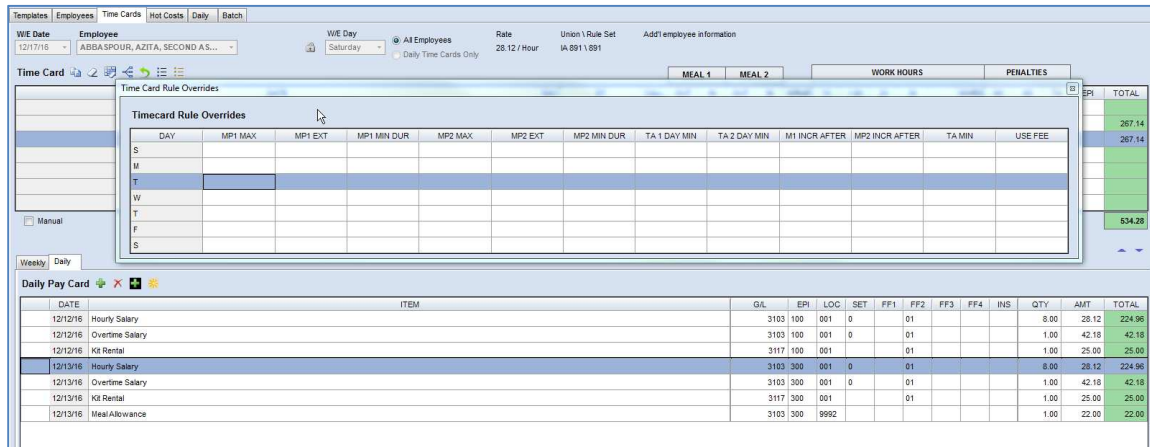 Templates Employees Time Cards Hot Costs Daily Batch
W/E Date Employee W/E Day All Employees Rate Union \ Rule Set Add'l employee information
12/17/16 ABBASPOUR, AZITA, SECOND AS... Saturday Daily Time Cards Only 28.12 / Hour IA 891 \ 891
Time Card MEAL 1 MEAL 2 WORK HOURS PENALTIES
Time Card Rule Overrides EPI TOTAL
Timecard Rule Overrides
267.14
DAY MP1 MAX MP1 EXT MP1 MIN DUR MP2 MAX MP2 EXT MP2 MIN DUR TA 1 DAY MIN TA 2 DAY MIN M1 INCR AFTER MP2 INCR AFTER TA MIN USE FEE
267.14
S
M
T
W
T
Manual 534.28
F
S
Weekly Daily
Daily Pay Card
DATE ITEM G/L EPI LOC SET FF1 FF2 FF3 FF4 INS QTY AMT TOTAL
12/12/16 Hourly Salary 3103 100 001 0 01 8.00 28.12 224.96
12/12/16 Overtime Salary 3103 100 001 0 01 1.00 42.18 42.18
12/12/16 Kit Rental 3117 100 001 01 1.00 25.00 25.00
12/13/16 Hourly Salary 3103 300 001 0 01 8.00 28.12 224.96
12/13/16 Overtime Salary 3103 300 001 0 01 1.00 42.18 42.18
12/13/16 Kit Rental 3117 300 001 01 1.00 25.00 25.00
12/13/16 Meal Allowance 3103 300 9992 1.00 22.00 22.00